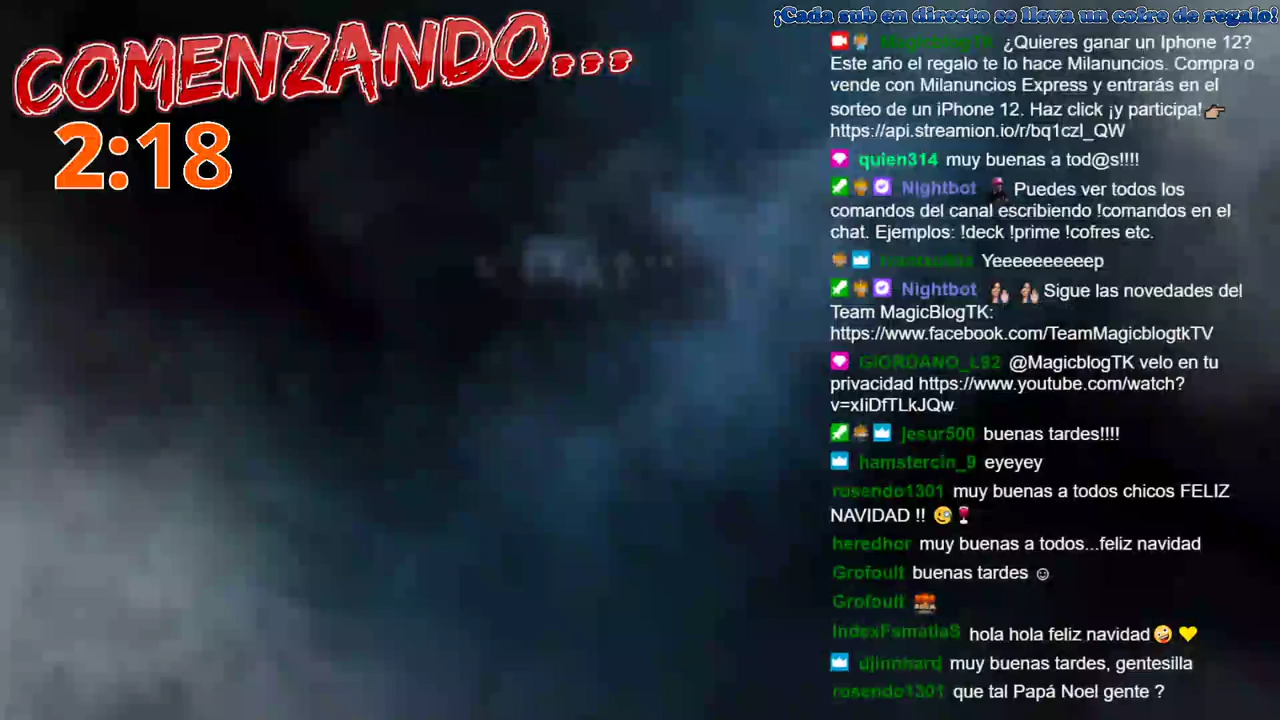 COMENZANDO...
2:18
¡Cada sub en directo se lleva un cofre de regalo!
MagicblogTK ¿Quieres ganar un Iphone 12?
Este año el regalo te lo hace Milanuncios. Compra o
vende con Milanuncios Express y entrarás en el
sorteo de un iPhone 12. Haz click ¡y participa!👉
https://api.streamion.io/r/bq1czl_QW
quien314 muy buenas a tod@s!!!!
Nightbot Puedes ver todos los
comandos del canal escribiendo !comandos en el
chat. Ejemplos: !deck !prime !cofres etc.
Yeeeeeeeeep
Nightbot Sigue las novedades del
Team MagicBlogTK:
https://www.facebook.com/TeamMagicblogtkTV
GIORDANO_L92 @MagicblogTK velo en tu
privacidad https://www.youtube.com/watch?
v=xIiDfTLkJQw
jesur500 buenas tardes!!!!
hamstercin_9 eyeyey
rosendo1301 muy buenas a todos chicos FELIZ
NAVIDAD !! 🧐🍷
heredhor muy buenas a todos...feliz navidad
Grofoult buenas tardes ☺
Grofoult
IndexFsmatiaS hola hola feliz navidad🤪 💛
djinnhard muy buenas tardes, gentesilla
rosendo1301 que tal Papá Noel gente ?